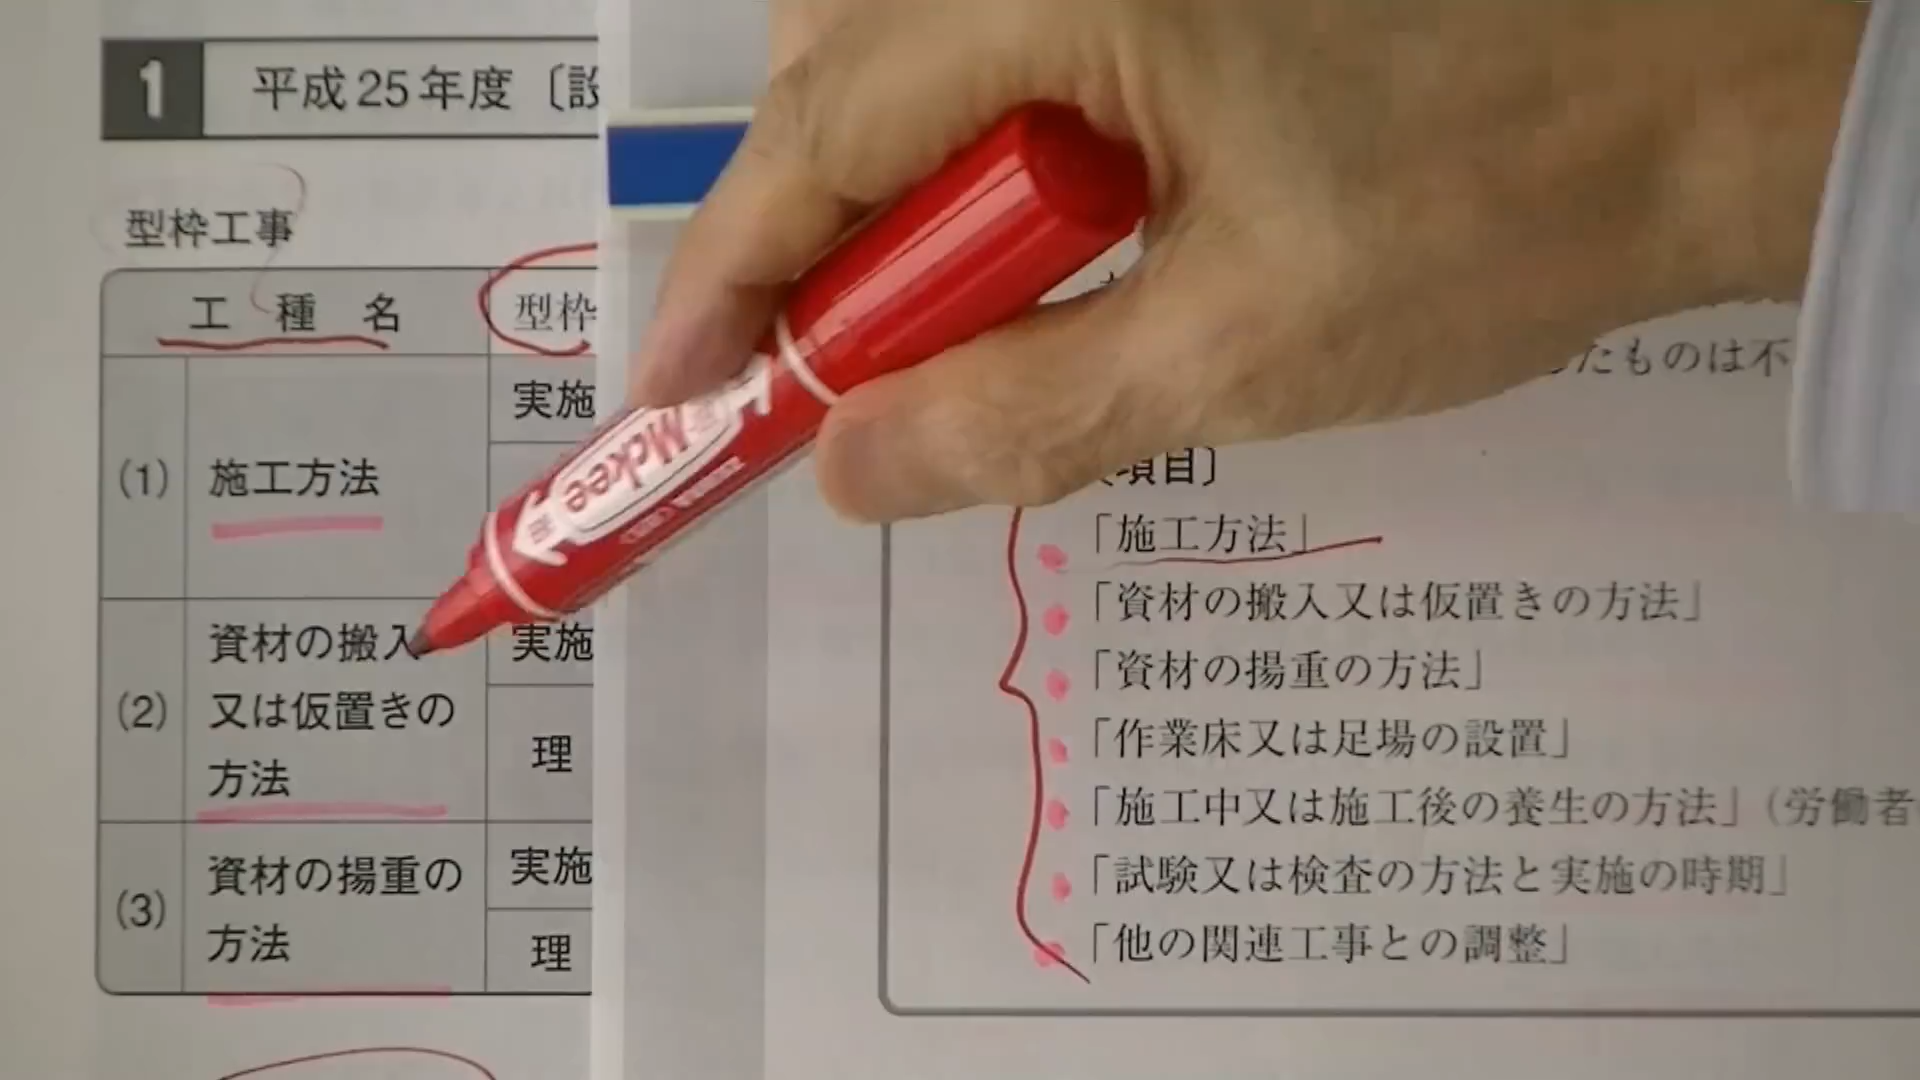 1 平成25年度〔設
型枠工事
工種名 型枠
(1) 施工方法 実施
(2) 資材の搬入又は仮置きの方法 実施
理
(3) 資材の揚重の方法 実施
理
Mckee
細
たものは不
〔項目〕
「施工方法」
「資材の搬入又は仮置きの方法」
「資材の揚重の方法」
「作業床又は足場の設置」
「施工中又は施工後の養生の方法」(労働者
「試験又は検査の方法と実施の時期」
「他の関連工事との調整」